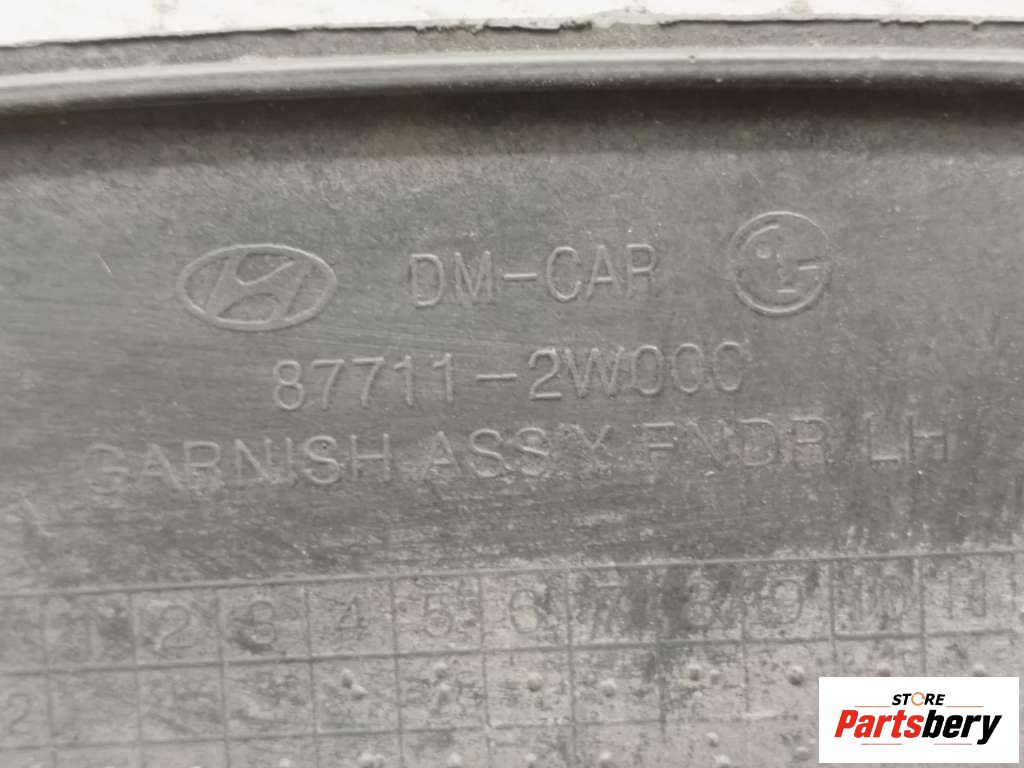 DM-CAR
87711-2W000
GARNISH ASS'Y FNDR LH
1 2 3 4 5 6 7 8 9 10 11
2
STORE
Partsbery